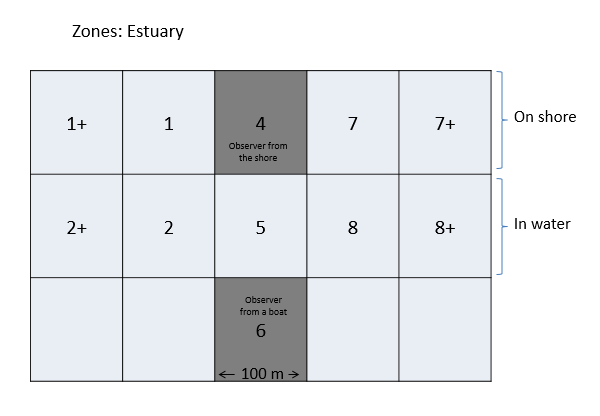 Zones: Estuary
1+
1
4
7
7+
On shore
Observer from
the shore
2+
2
5
8
8+
In water
Observer
from a boat
6
← 100 m →